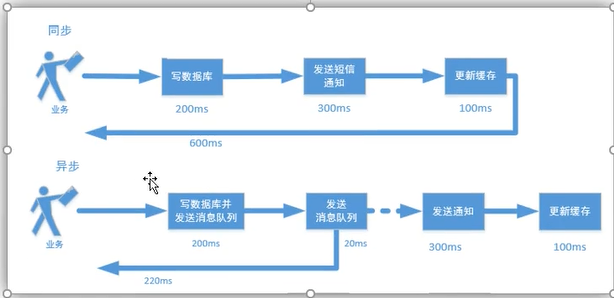 同步
业务
写数据库
200ms
发送短信
通知
300ms
更新缓存
100ms
600ms
异步
业务
写数据库并
发送消息队列
200ms
发送
消息队列
20ms
发送通知
300ms
更新缓存
100ms
220ms